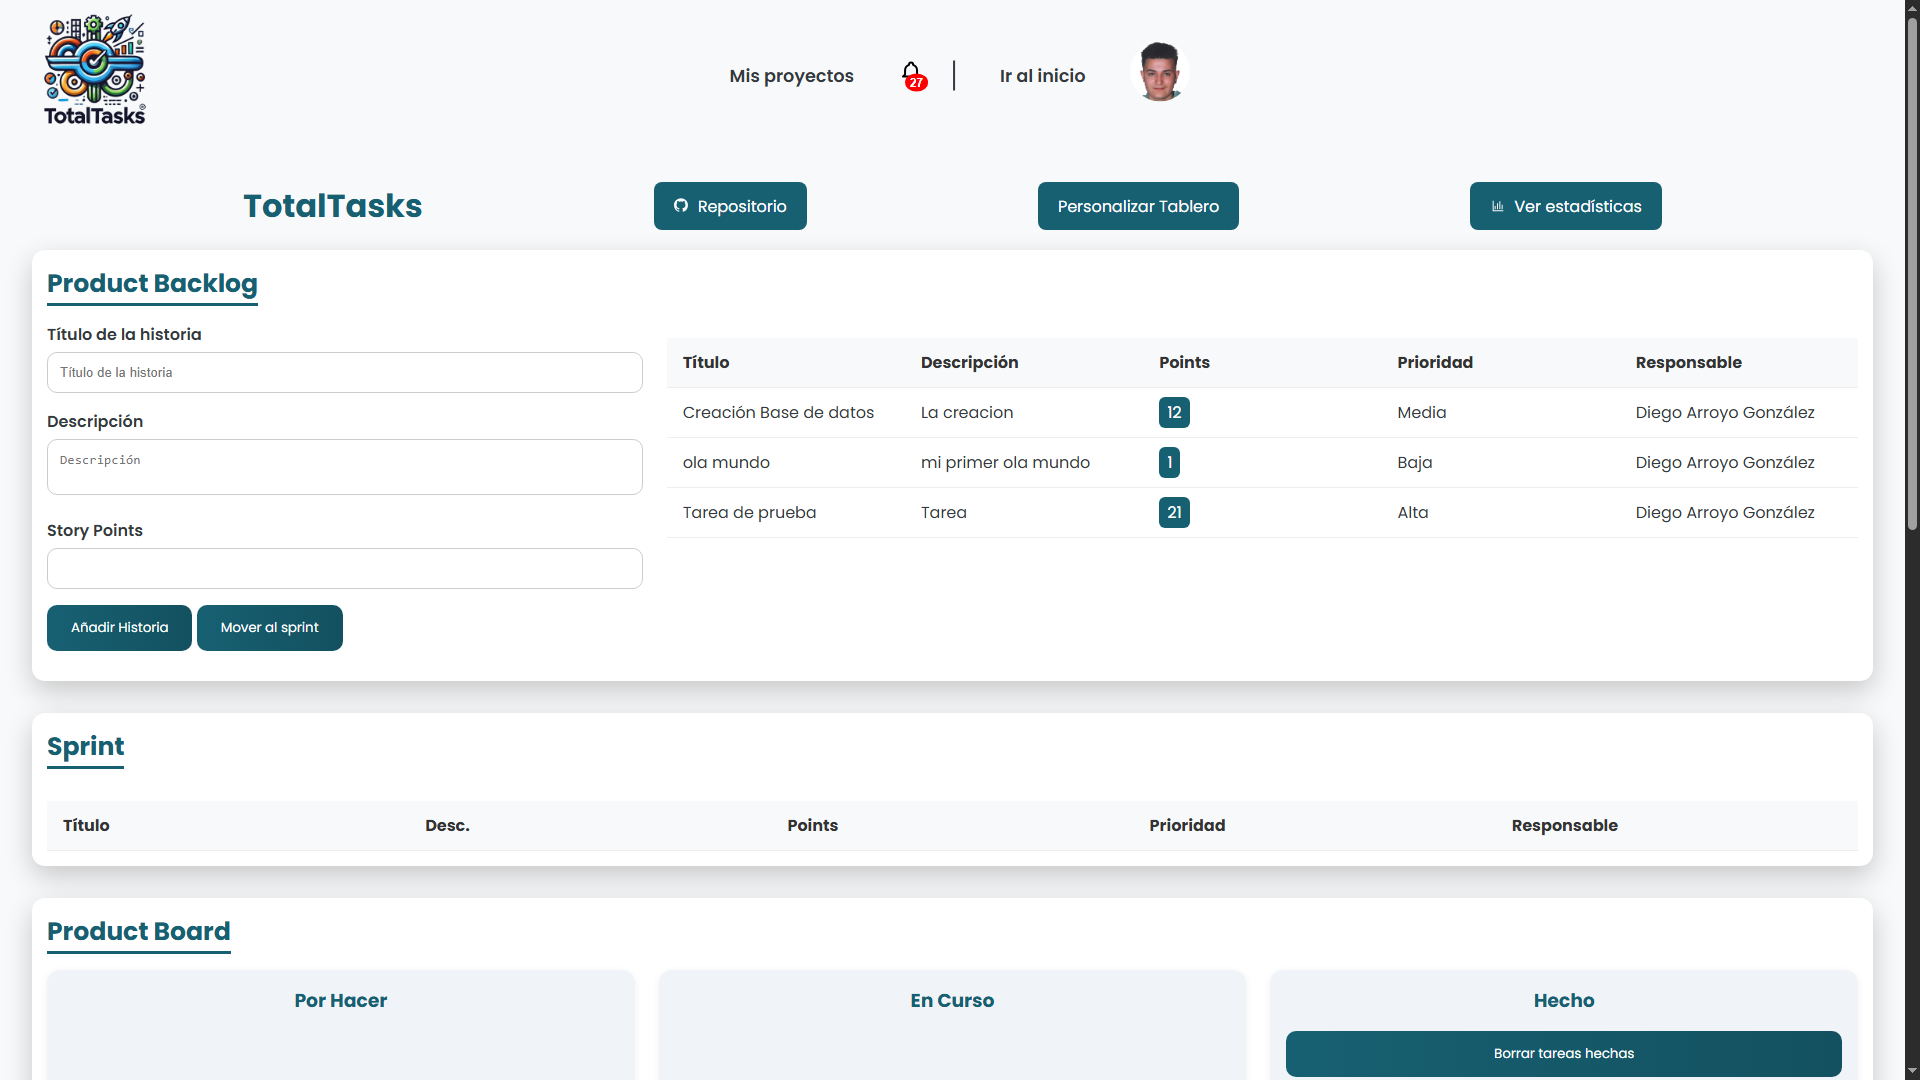 TotalTasks
Mis proyectos
27
Ir al inicio
TotalTasks
Repositorio
Personalizar Tablero
Ver estadísticas
Product Backlog
Título de la historia
Título de la historia
Descripción
Descripción
Story Points
Añadir Historia Mover al sprint
Título Descripción Points Prioridad Responsable
Creación Base de datos La creacion 12 Media Diego Arroyo González
ola mundo mi primer ola mundo 1 Baja Diego Arroyo González
Tarea de prueba Tarea 21 Alta Diego Arroyo González
Sprint
Título Desc. Points Prioridad Responsable
Product Board
Por Hacer En Curso Hecho
Borrar tareas hechas